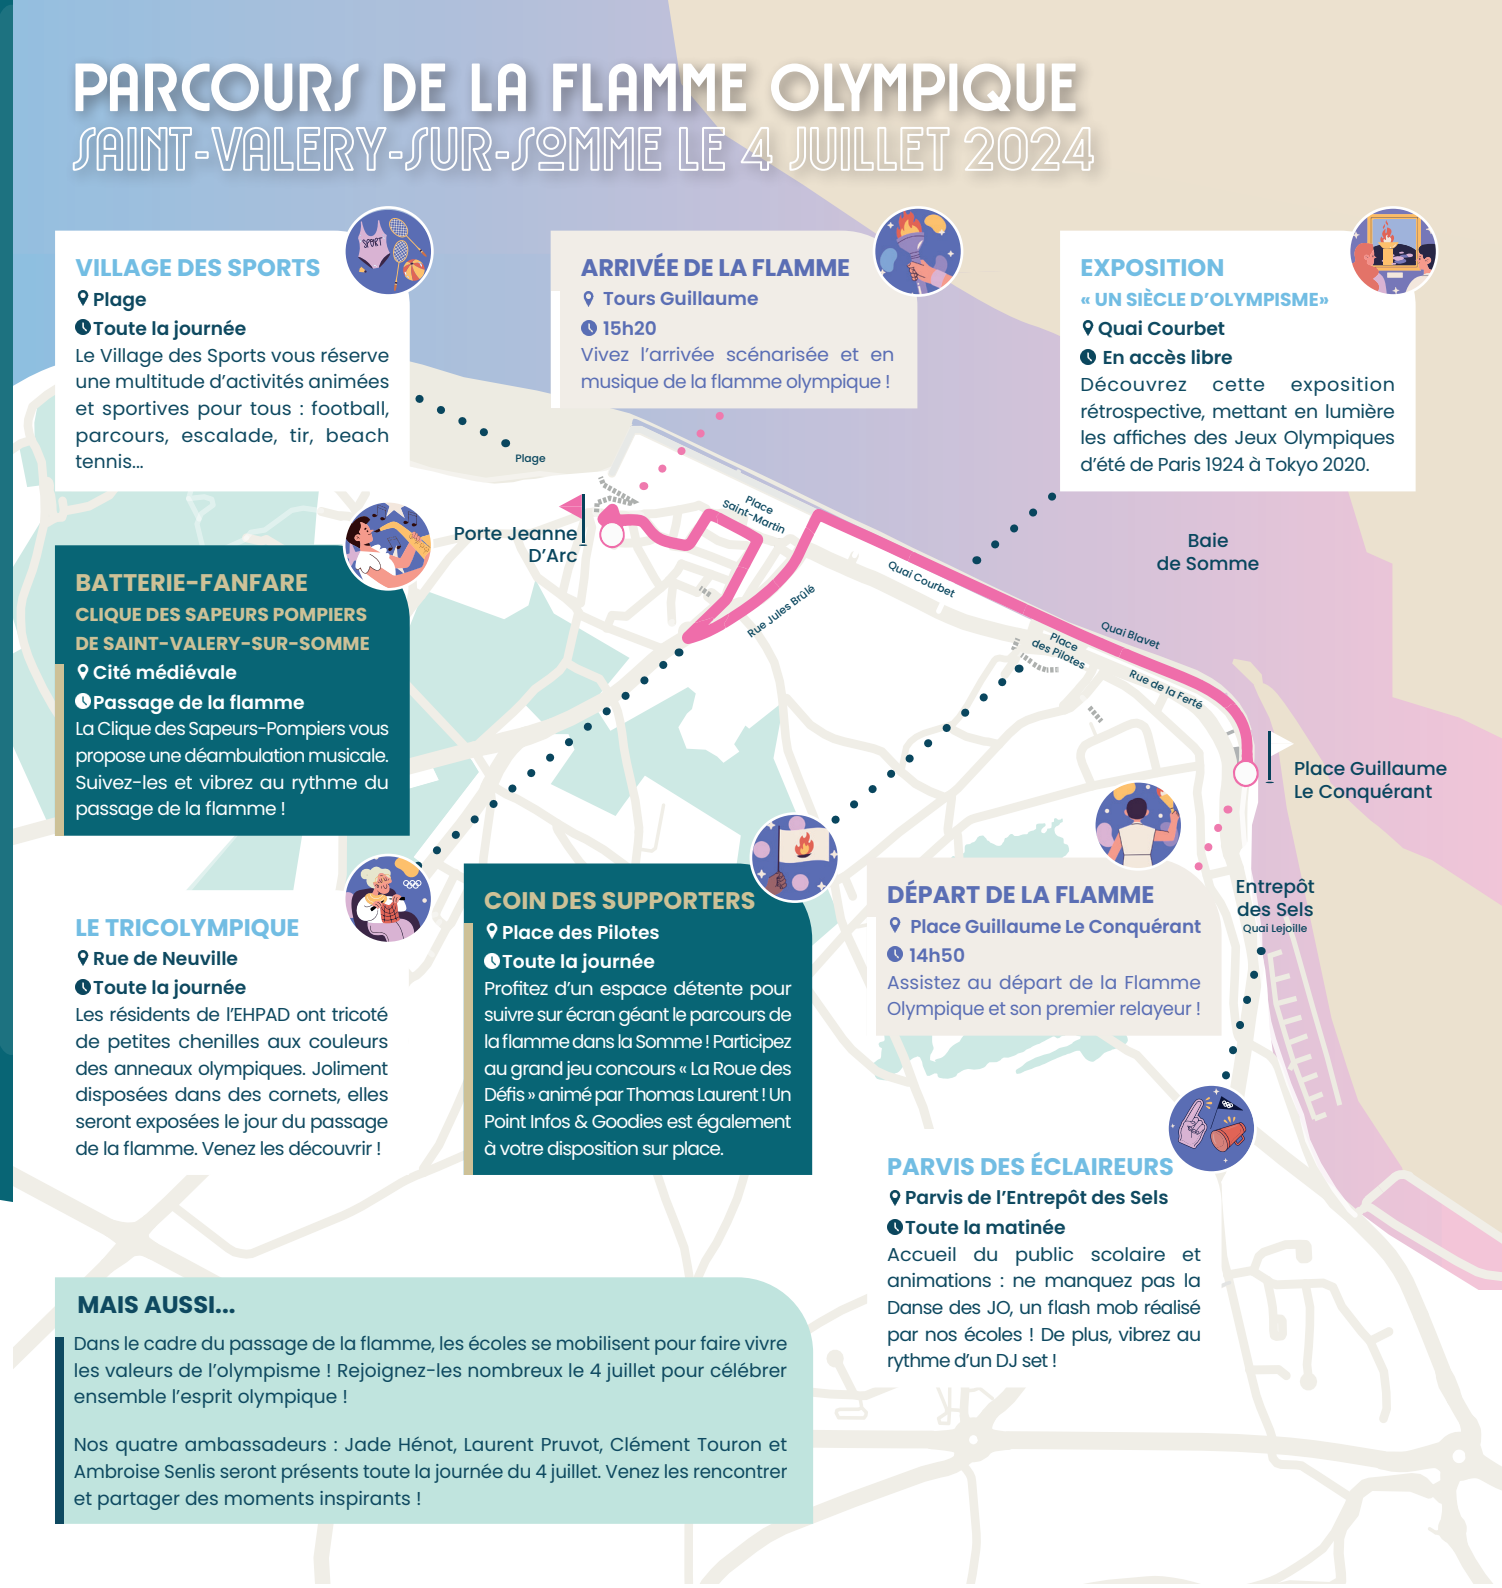 PARCOURS DE LA FLAMME OLYMPIQUE
SAINT-VALERY-SUR-SOMME LE 4 JUILLET 2024
VILLAGE DES SPORTS
Plage
Toute la journée
Le Village des Sports vous réserve
une multitude d'activités animées
et sportives pour tous : football,
parcours, escalade, tir, beach
tennis...
SPORT
ARRIVÉE DE LA FLAMME
Tours Guillaume
15h20
Vivez l'arrivée scénarisée et en
musique de la flamme olympique !
EXPOSITION
« UN SIÈCLE D'OLYMPISME»
Quai Courbet
En accès libre
Découvrez cette exposition
rétrospective, mettant en lumière
les affiches des Jeux Olympiques
d'été de Paris 1924 à Tokyo 2020.
Plage
Porte Jeanne
D'Arc
Place
Saint-Martin
Rue Jules Brûlé
Quai Courbet
Place
des Pilotes
Quai Blavet
Rue de la Ferté
Baie
de Somme
Place Guillaume
Le Conquérant
Entrepôt
des Sels
Quai Lejoille
BATTERIE-FANFARE
CLIQUE DES SAPEURS POMPIERS
DE SAINT-VALERY-SUR-SOMME
Cité médiévale
Passage de la flamme
La Clique des Sapeurs-Pompiers vous
propose une déambulation musicale.
Suivez-les et vibrez au rythme du
passage de la flamme !
LE TRICOLYMPIQUE
Rue de Neuville
Toute la journée
Les résidents de l'EHPAD ont tricoté
de petites chenilles aux couleurs
des anneaux olympiques. Joliment
disposées dans des cornets, elles
seront exposées le jour du passage
de la flamme. Venez les découvrir !
COIN DES SUPPORTERS
Place des Pilotes
Toute la journée
Profitez d'un espace détente pour
suivre sur écran géant le parcours de
la flamme dans la Somme ! Participez
au grand jeu concours « La Roue des
Défis » animé par Thomas Laurent ! Un
Point Infos & Goodies est également
à votre disposition sur place.
DÉPART DE LA FLAMME
Place Guillaume Le Conquérant
14h50
Assistez au départ de la Flamme
Olympique et son premier relayeur !
PARVIS DES ÉCLAIREURS
Parvis de l'Entrepôt des Sels
Toute la matinée
Accueil du public scolaire et
animations : ne manquez pas la
Danse des JO, un flash mob réalisé
par nos écoles ! De plus, vibrez au
rythme d'un DJ set !
MAIS AUSSI...
Dans le cadre du passage de la flamme, les écoles se mobilisent pour faire vivre
les valeurs de l'olympisme ! Rejoignez-les nombreux le 4 juillet pour célébrer
ensemble l'esprit olympique !
Nos quatre ambassadeurs : Jade Hénot, Laurent Pruvot, Clément Touron et
Ambroise Senlis seront présents toute la journée du 4 juillet. Venez les rencontrer
et partager des moments inspirants !